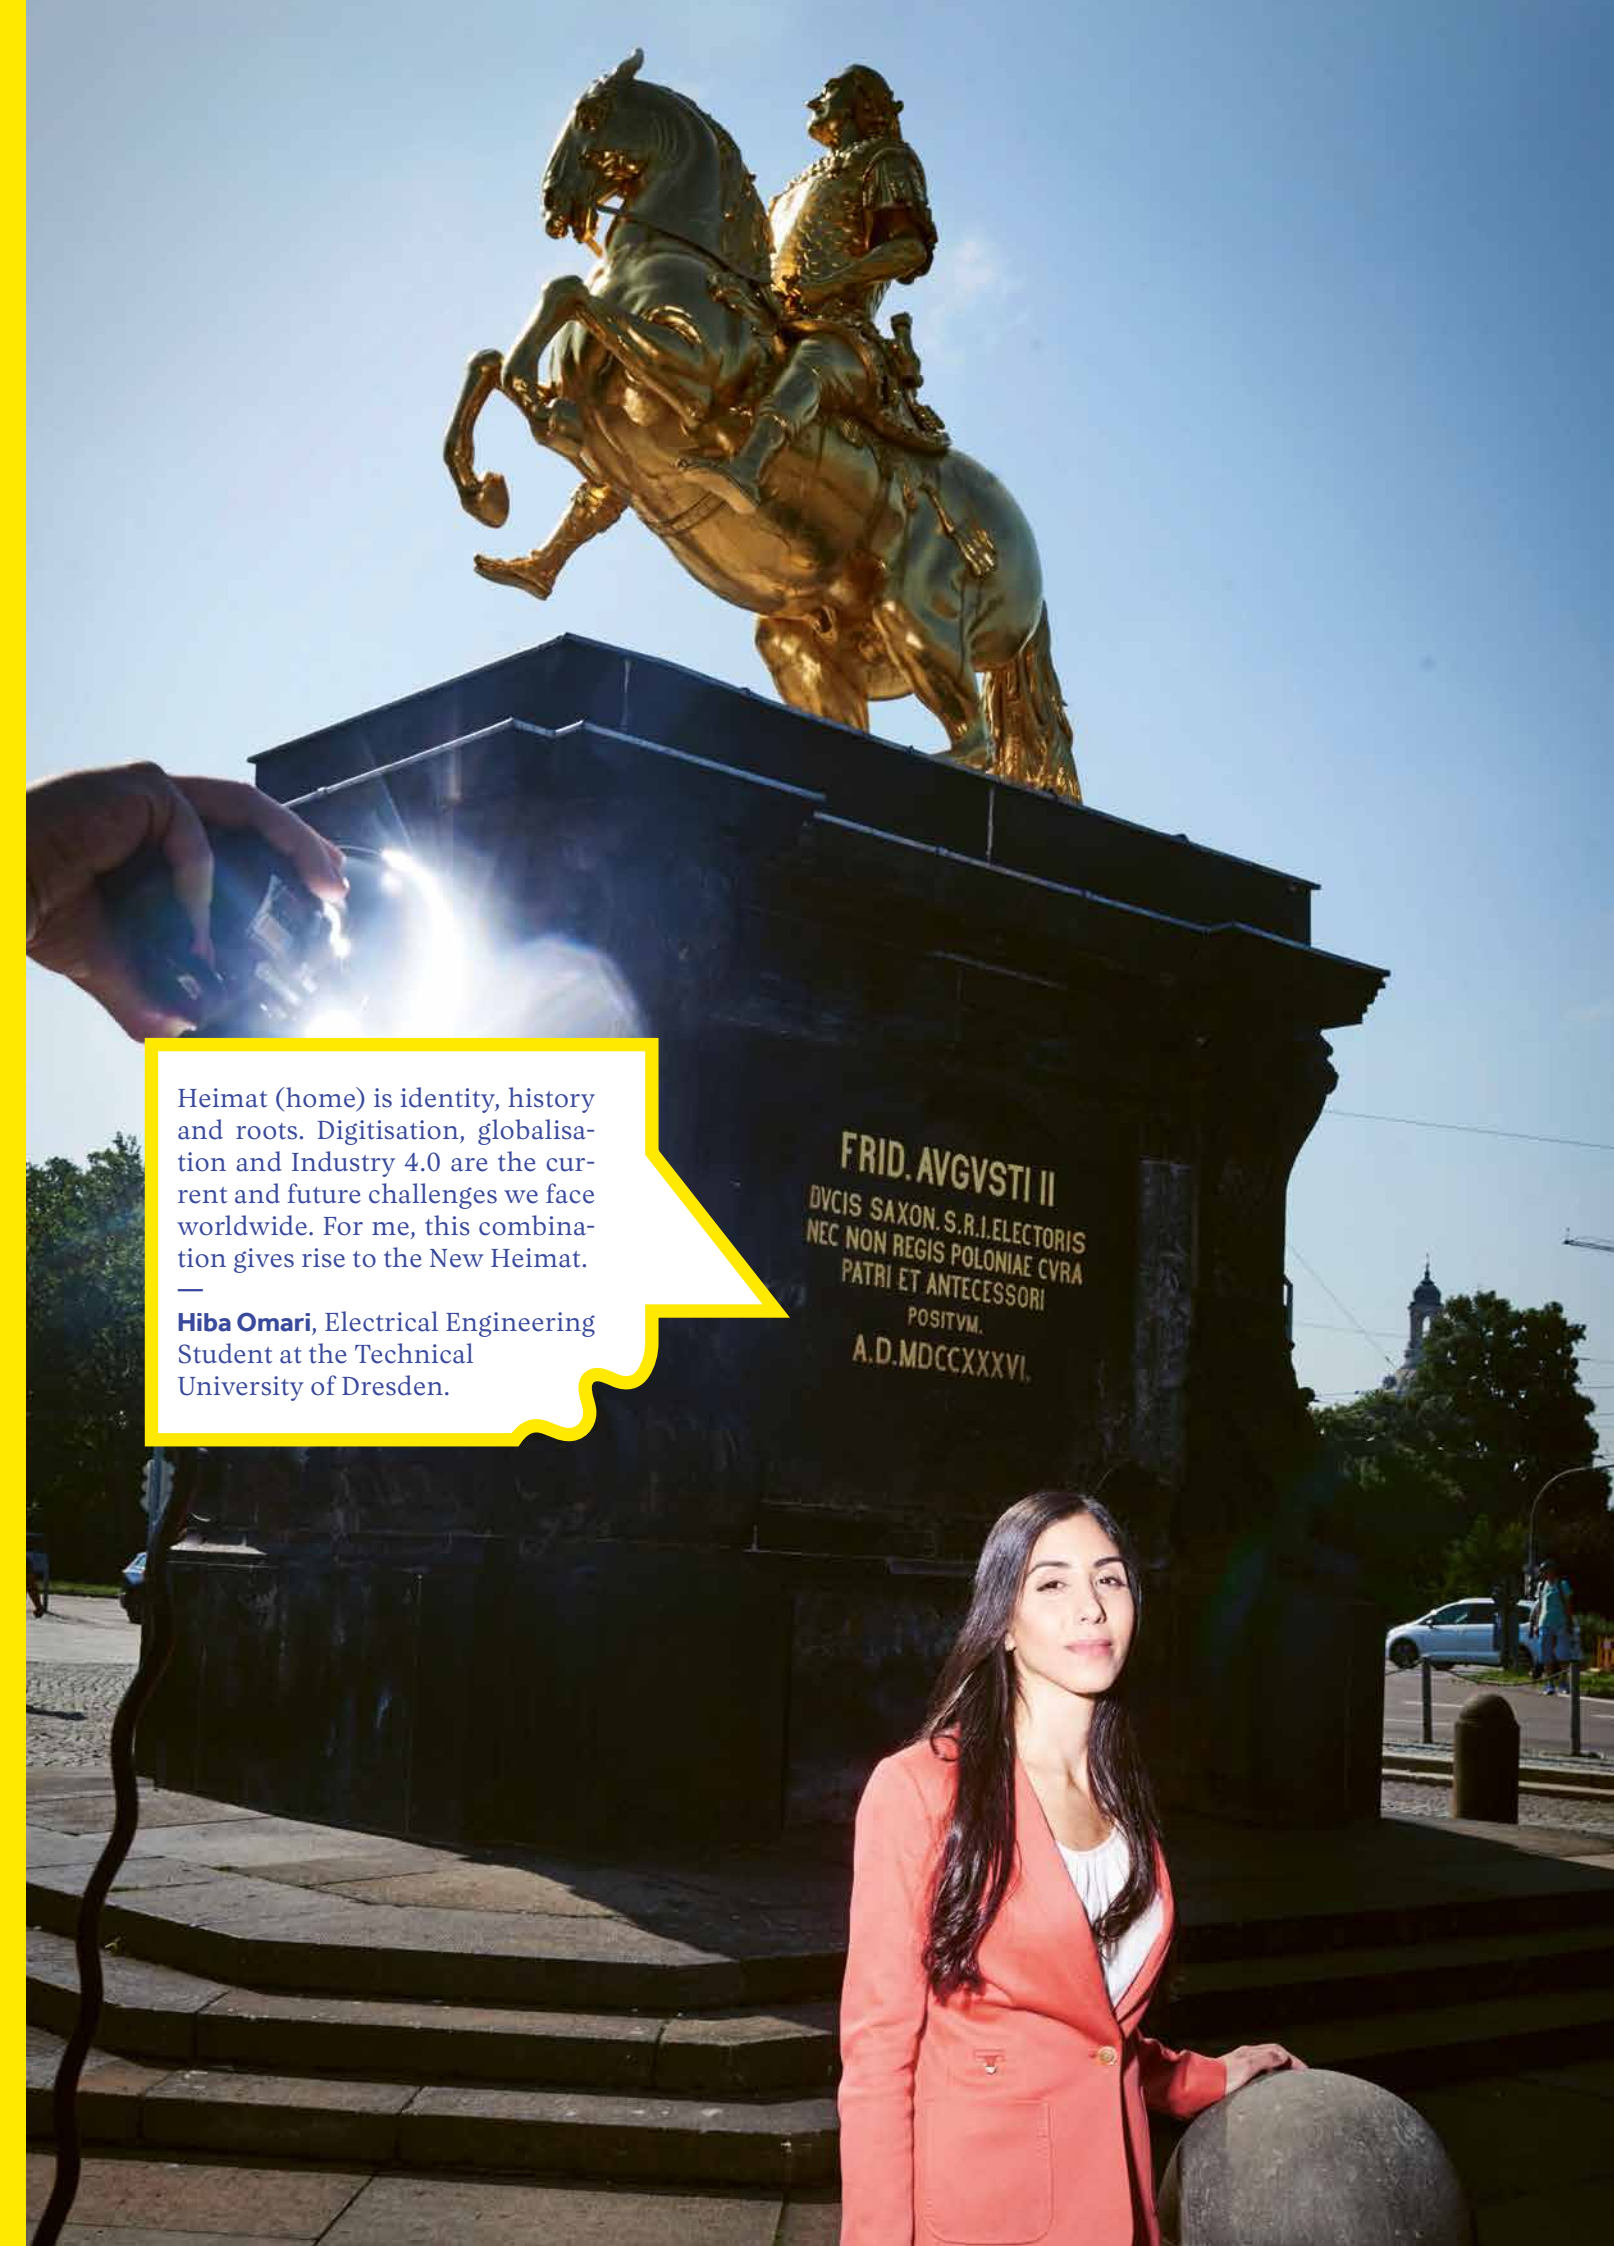 Heimat (home) is identity, history
and roots. Digitisation, globalisa-
tion and Industry 4.0 are the cur-
rent and future challenges we face
worldwide. For me, this combina-
tion gives rise to the New Heimat.
—
Hiba Omari, Electrical Engineering
Student at the Technical
University of Dresden.
FRID. AVGVSTI II
DVCIS SAXON. S.R.I. ELECTORIS
NEC NON REGIS POLONIAE CVRA
PATRI ET ANTECESSORI
POSITVM.
A.D. MDCCXXXVI.